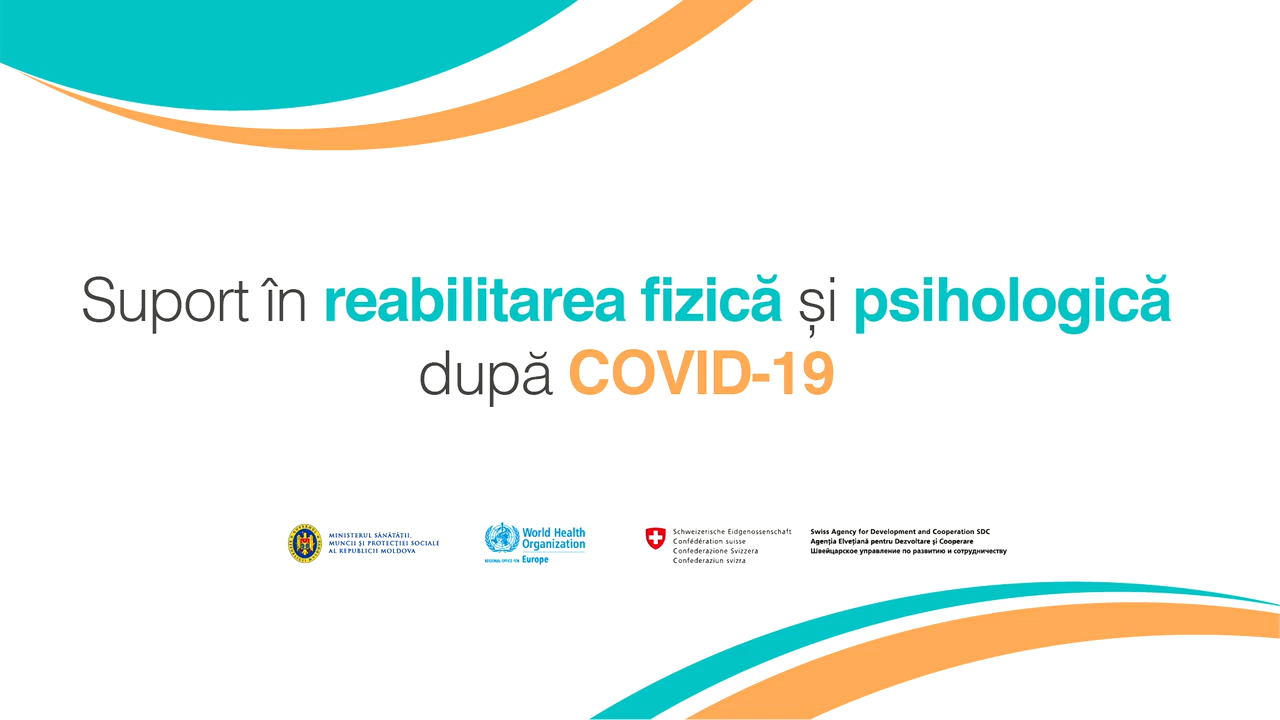 Suport în reabilitarea fizică și psihologică
după COVID-19
MINISTERUL SĂNĂTĂȚII,
MUNCII ȘI PROTECȚIEI SOCIALE
AL REPUBLICII MOLDOVA
World Health
Organization
REGIONAL OFFICE FOR Europe
Schweizerische Eidgenossenschaft
Confédération suisse
Confederazione Svizzera
Confederaziun svizra
Swiss Agency for Development and Cooperation SDC
Agenția Elvețiană pentru Dezvoltare și Cooperare
Швейцарское управление по развитию и сотрудничеству